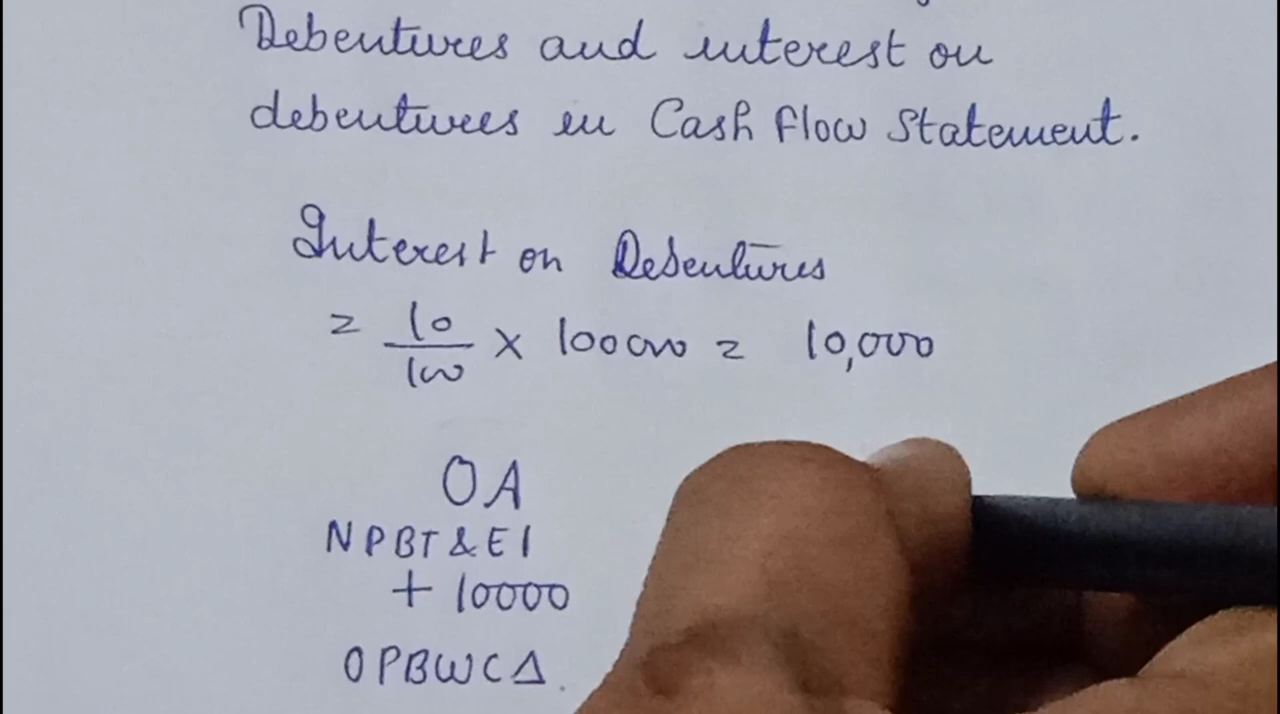 Debentures and interest on
debentures in Cash flow Statement.
Interest on Debentures
= 10/100 × 100000 = 10,000
OA
NPBT & EI
+ 10000
OPBWCΔ